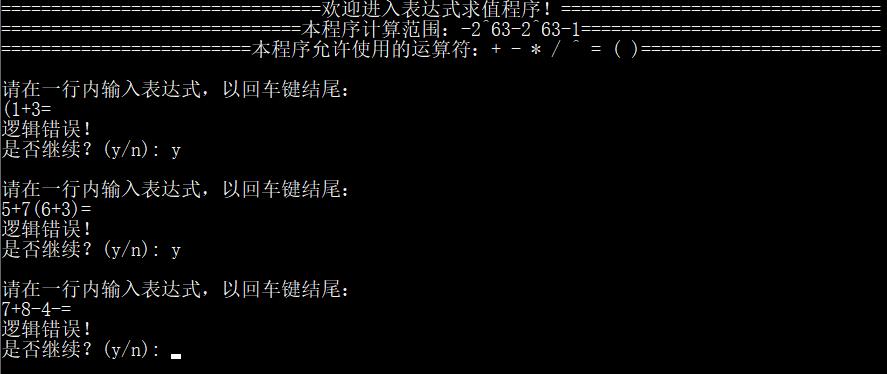 ================================欢迎进入表达式求值程序！================================
==============================本程序计算范围：-2^63-2^63-1==============================
=========================本程序允许使用的运算符：+ - * / ^ = ( )========================
请在一行内输入表达式，以回车键结尾：
(1+3=
逻辑错误！
是否继续？(y/n): y
请在一行内输入表达式，以回车键结尾：
5+7(6+3)=
逻辑错误！
是否继续？(y/n): y
请在一行内输入表达式，以回车键结尾：
7+8-4-=
逻辑错误！
是否继续？(y/n):